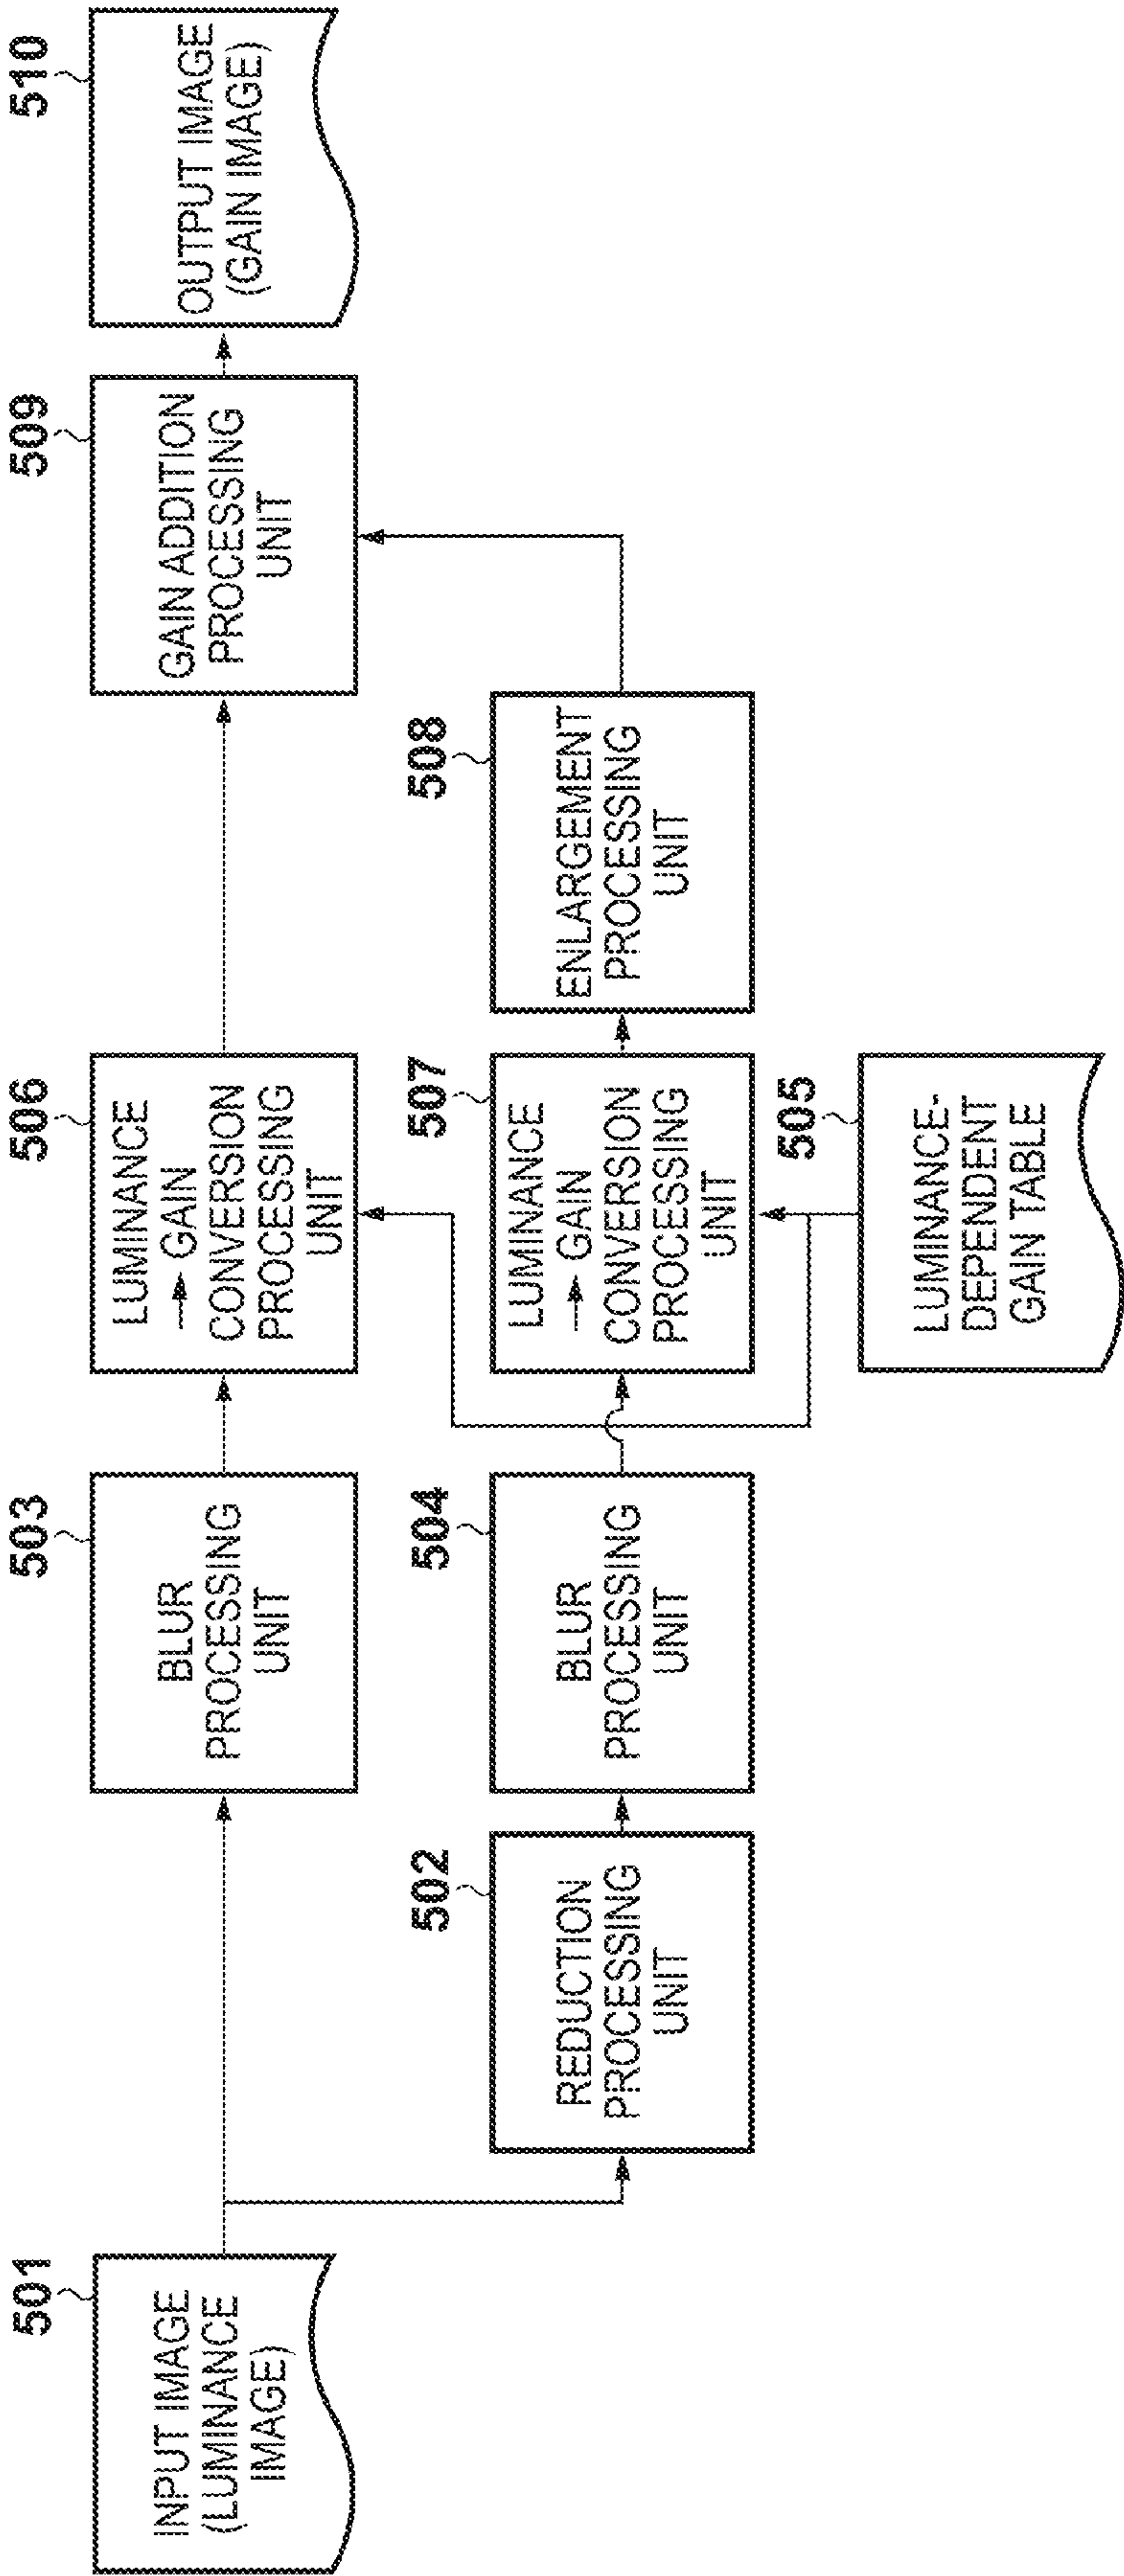 501
INPUT IMAGE
(LUMINANCE
IMAGE)
502
REDUCTION
PROCESSING
UNIT
503
BLUR
PROCESSING
UNIT
504
BLUR
PROCESSING
UNIT
505
LUMINANCE-
DEPENDENT
GAIN TABLE
506
LUMINANCE
→ GAIN
CONVERSION
PROCESSING
UNIT
507
LUMINANCE
→ GAIN
CONVERSION
PROCESSING
UNIT
508
ENLARGEMENT
PROCESSING
UNIT
509
GAIN ADDITION
PROCESSING
UNIT
510
OUTPUT IMAGE
(GAIN IMAGE)